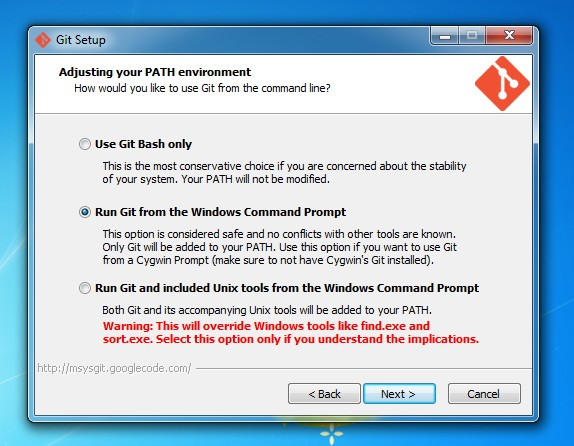 Git Setup
Adjusting your PATH environment
How would you like to use Git from the command line?
Use Git Bash only
This is the most conservative choice if you are concerned about the stability
of your system. Your PATH will not be modified.
Run Git from the Windows Command Prompt
This option is considered safe and no conflicts with other tools are known.
Only Git will be added to your PATH. Use this option if you want to use Git
from a Cygwin Prompt (make sure to not have Cygwin's Git installed).
Run Git and included Unix tools from the Windows Command Prompt
Both Git and its accompanying Unix tools will be added to your PATH.
Warning: This will override Windows tools like find.exe and
sort.exe. Select this option only if you understand the implications.
http://msysgit.googlecode.com/
< Back Next > Cancel